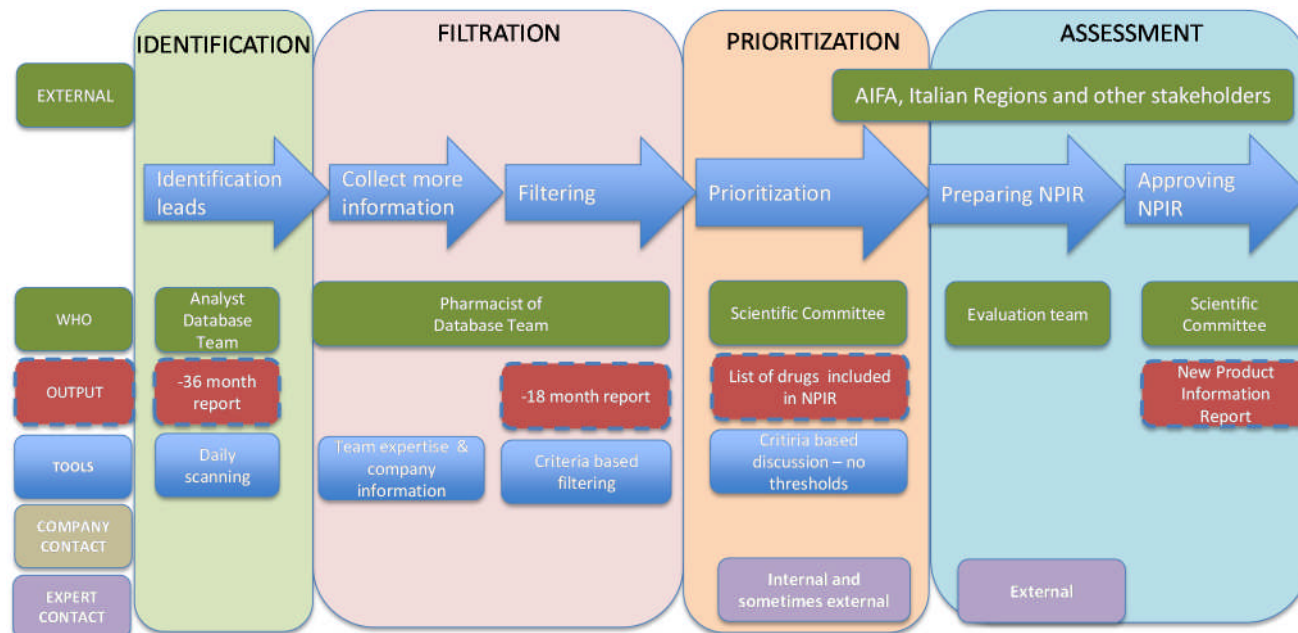 IDENTIFICATION
FILTRATION
PRIORITIZATION
ASSESSMENT
EXTERNAL
AIFA, Italian Regions and other stakeholders
Identification
leads
Collect more
information
Filtering
Prioritization
Preparing NPIR
Approving
NPIR
WHO
Analyst
Database
Team
Pharmacist of
Database Team
Scientific Committee
Evaluation team
Scientific
Committee
OUTPUT
-36 month
report
-18 month report
List of drugs included
in NPIR
New Product
Information
Report
TOOLS
Daily
scanning
Team expertise &
company
information
Criteria based
filtering
Critiria based
discussion – no
thresholds
COMPANY
CONTACT
EXPERT
CONTACT
Internal and
sometimes external
External